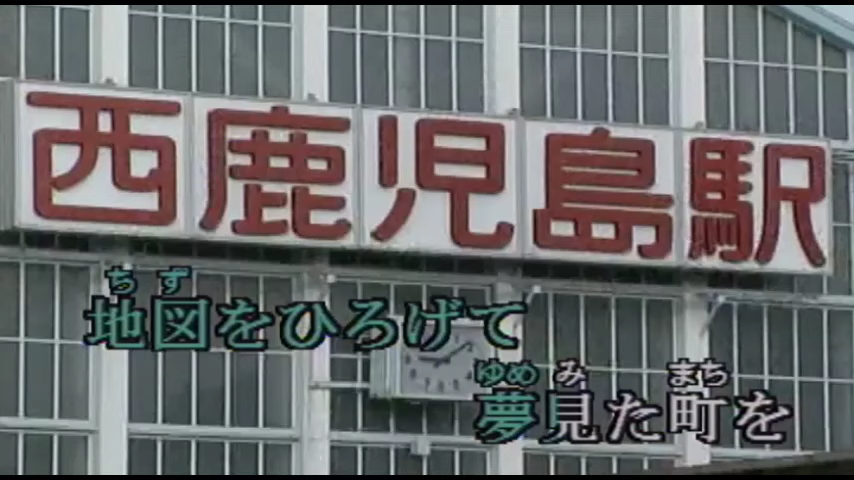 西鹿児島駅
ちず
地図をひろげて
ゆめ み まち
夢見た町を